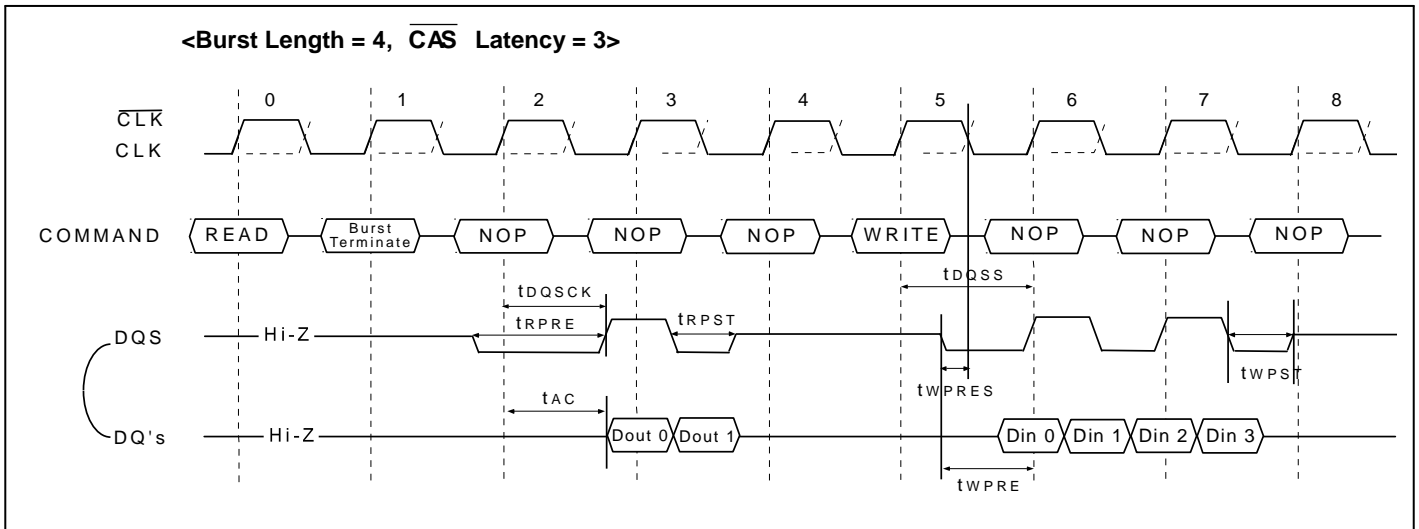 <Burst Length = 4, CAS Latency = 3>
0 1 2 3 4 5 6 7 8
CLK
CLK
COMMAND READ Burst Terminate NOP NOP NOP WRITE NOP NOP NOP
tDQSS
tDQSCK
tRPRE tRPST
DQS Hi-Z
tWPST
tWPRES
tAC
DQ's Hi-Z Dout 0 Dout 1 Din 0 Din 1 Din 2 Din 3
tWPRE